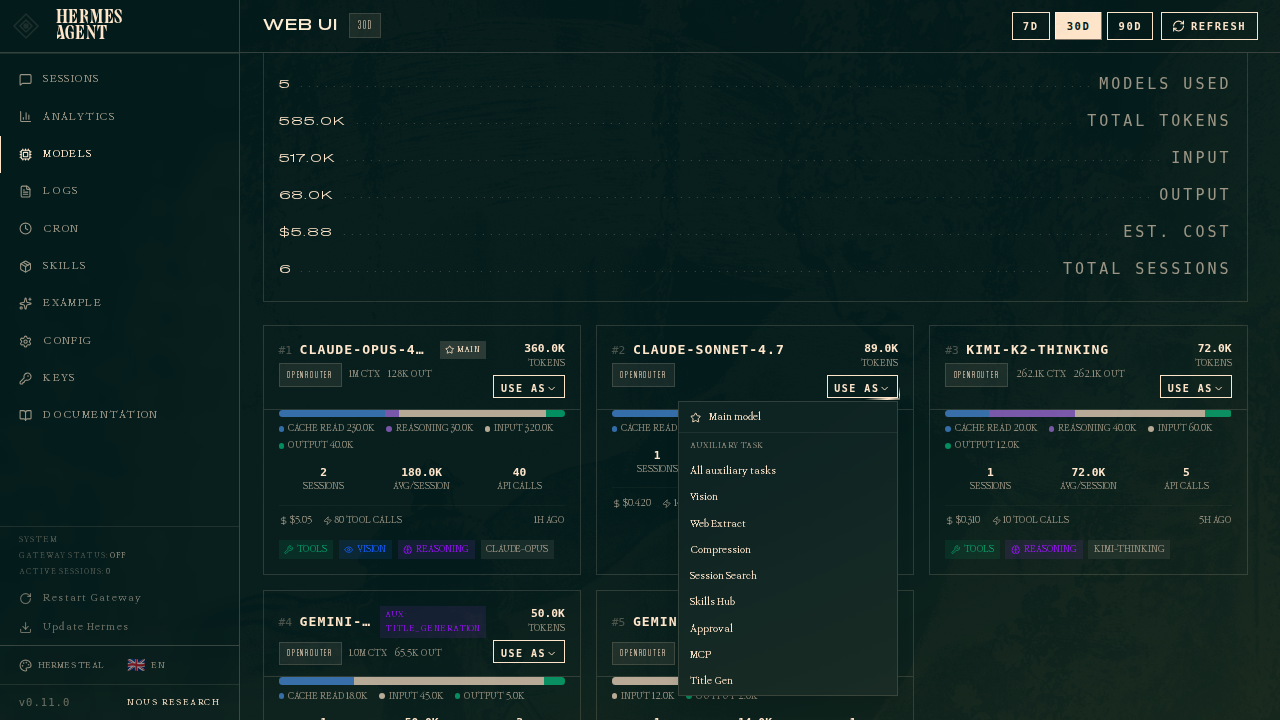 HERMES
AGENT
WEB UI
30D
7D
30D
90D
REFRESH
SESSIONS
ANALYTICS
MODELS
LOGS
CRON
SKILLS
EXAMPLE
CONFIG
KEYS
DOCUMENTATION
SYSTEM
GATEWAY STATUS: OFF
ACTIVE SESSIONS: 0
Restart Gateway
Update Hermes
HERMES TEAL
EN
v0.11.0
NOUS RESEARCH
5 MODELS USED
585.0K TOTAL TOKENS
517.0K INPUT
68.0K OUTPUT
$5.88 EST. COST
6 TOTAL SESSIONS
#1 CLAUDE-OPUS-4…
MAIN
360.0K
TOKENS
OPENROUTER
1M CTX 128K OUT
USE AS
CACHE READ 230.0K REASONING 30.0K INPUT 320.0K
OUTPUT 40.0K
2 180.0K 40
SESSIONS AVG/SESSION API CALLS
$5.05 80 TOOL CALLS 1H AGO
TOOLS VISION REASONING CLAUDE-OPUS
#2 CLAUDE-SONNET-4.7
89.0K
TOKENS
OPENROUTER
USE AS
CACHE READ
1
SESSIONS
$0.420
Main model
AUXILIARY TASK
All auxiliary tasks
Vision
Web Extract
Compression
Session Search
Skills Hub
Approval
MCP
Title Gen
#3 KIMI-K2-THINKING
72.0K
TOKENS
OPENROUTER
262.1K CTX 262.1K OUT
USE AS
CACHE READ 20.0K REASONING 40.0K INPUT 60.0K
OUTPUT 12.0K
1 72.0K 5
SESSIONS AVG/SESSION API CALLS
$0.310 10 TOOL CALLS 5H AGO
TOOLS REASONING KIMI-THINKING
#4 GEMINI-…
AUX
TITLE_GENERATION
50.0K
TOKENS
OPENROUTER
1.0M CTX 65.5K OUT
USE AS
CACHE READ 18.0K INPUT 45.0K OUTPUT 5.0K
#5 GEMIN
OPENROUTER
INPUT 12.0K OUTPUT 2.0K